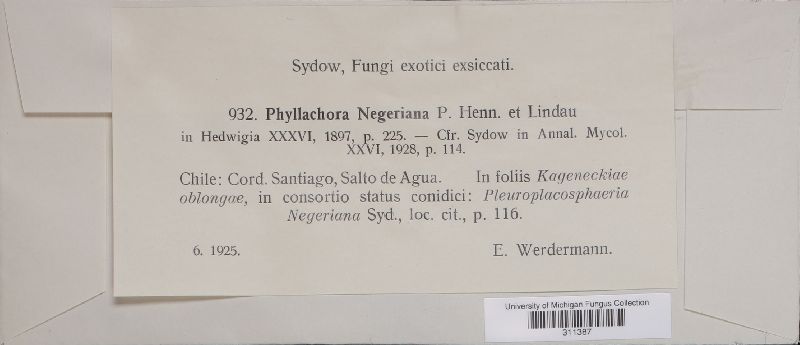 Sydow, Fungi exotici exsiccati.
932. Phyllachora Negeriana P. Henn. et Lindau
in Hedwigia XXXVI, 1897, p. 225. — Cfr. Sydow in Annal. Mycol.
XXVI, 1928, p. 114.
Chile: Cord. Santiago, Salto de Agua. In foliis Kageneckiae
oblongae, in consortio status conidici: Pleuroplacosphaeria
Negeriana Syd., loc. cit., p. 116.
6. 1925. E. Werdermann.
University of Michigan Fungus Collection
311387